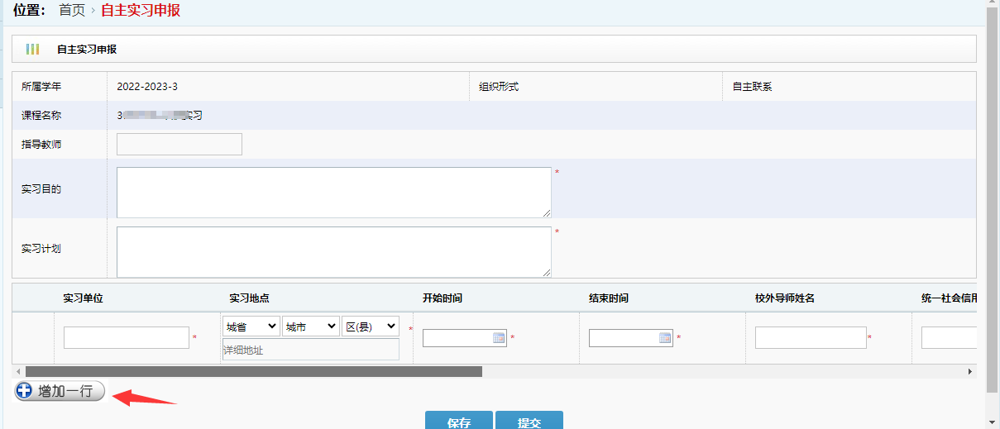 位置： 首页 › 自主实习申报
自主实习申报
所属学年 2022-2023-3 组织形式 自主联系
课程名称 3 实习
指导教师
实习目的 *
实习计划 *
实习单位 实习地点 开始时间 结束时间 校外导师姓名 统一社会信用
* 城省 城市 区(县) * * * *
详细地址
增加一行
保存 提交